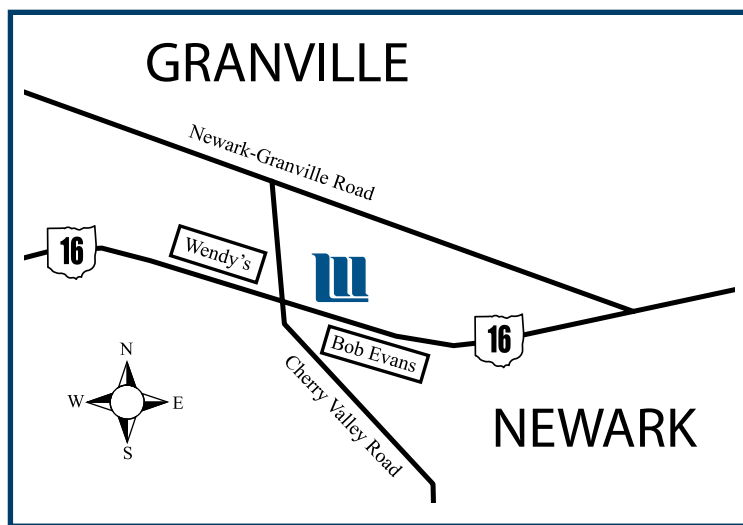 GRANVILLE
Newark-Granville Road
16
Wendy's
16
Bob Evans
Cherry Valley Road
N
W
E
S
NEWARK